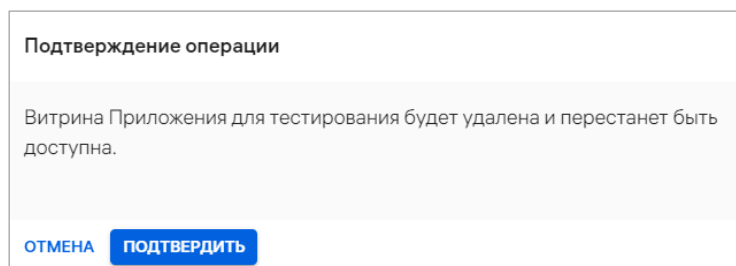 Подтверждение операции
Витрина Приложения для тестирования будет удалена и перестанет быть
доступна.
ОТМЕНА ПОДТВЕРДИТЬ